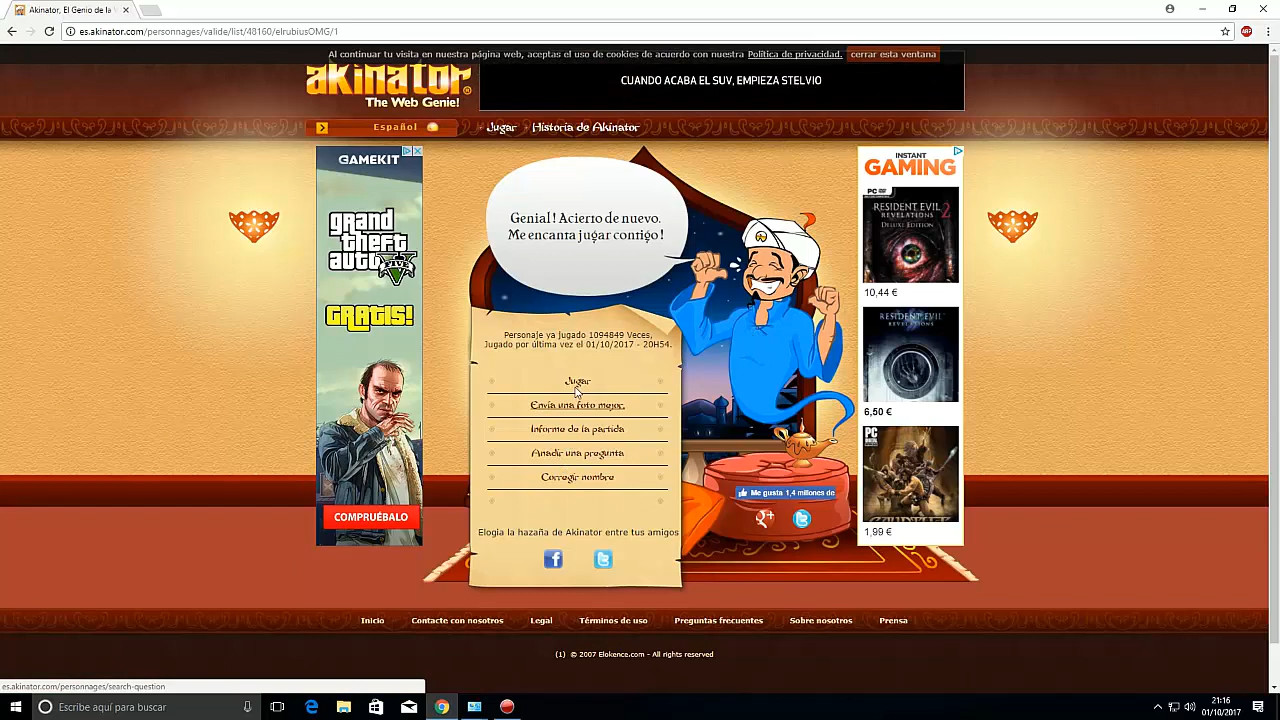 Akinator, El Genio de la V
es.akinator.com/personnages/valide/list/48160/elrubiusOMG/1
Al continuar tu visita en nuestra página web, aceptas el uso de cookies de acuerdo con nuestra Política de privacidad. cerrar esta ventana
akinator®
The Web Genie!
CUANDO ACABA EL SUV, EMPIEZA STELVIO
Español
Jugar
Historia de Akinator
GAMEKIT
grand
theft
auto
GRATIS!
COMPRUÉBALO
Genial! Acierto de nuevo.
Me encanta jugar contigo!
Personaje ya jugado 1094849 Veces,
Jugado por última vez el 01/10/2017 - 20H54.
Jugar
Envía una foto mejor.
Informe de la partida
Añadir una pregunta
Corregir nombre
Elogia la hazaña de Akinator entre tus amigos
Me gusta 1,4 millones de
INSTANT
GAMING
PC
RESIDENT EVIL
REVELATIONS 2
DELUXE EDITION
10,44 €
RESIDENT EVIL
REVELATIONS
6,50 €
PC
1,99 €
Inicio
Contacte con nosotros
Legal
Términos de uso
Preguntas frecuentes
Sobre nosotros
Prensa
(1) © 2007 Elokence.com - All rights reserved
es.akinator.com/personnages/search-question
Escribe aquí para buscar
21:16
01/10/2017